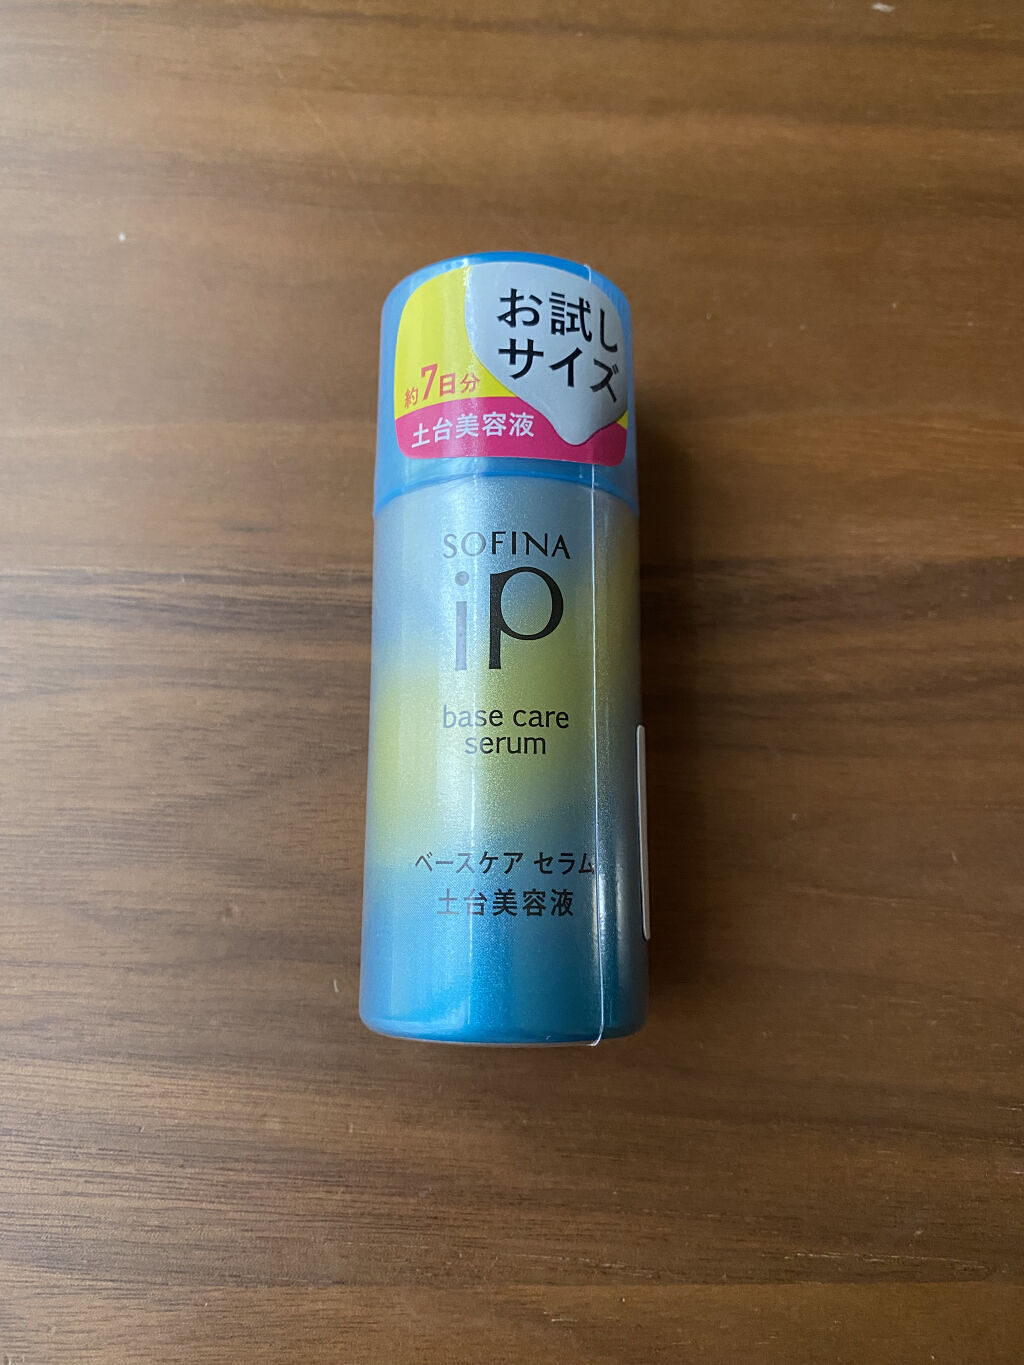 お試し
サイズ
約7日分
土台美容液
SOFINA
iP
base care
serum
ベースケア セラム
土台美容液